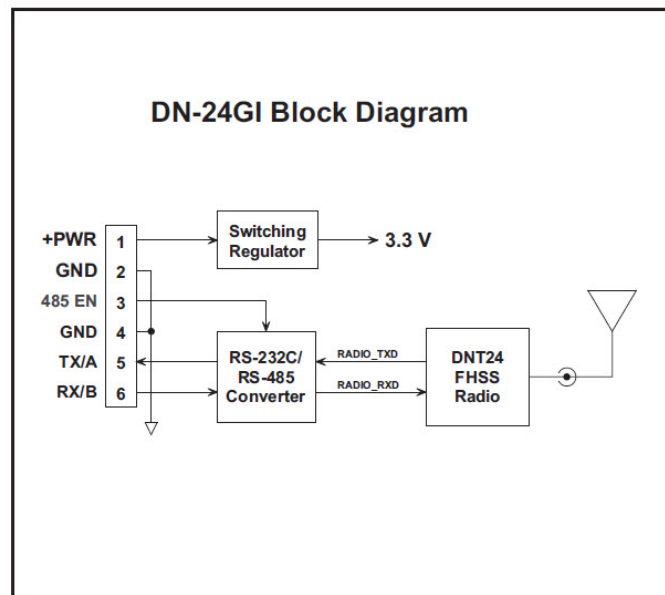 DN-24GI Block Diagram
+PWR 1
Switching
Regulator
3.3 V
GND 2
485 EN 3
GND 4
TX/A 5
RX/B 6
RS-232C/
RS-485
Converter
RADIO_TXD
RADIO_RXD
DNT24
FHSS
Radio